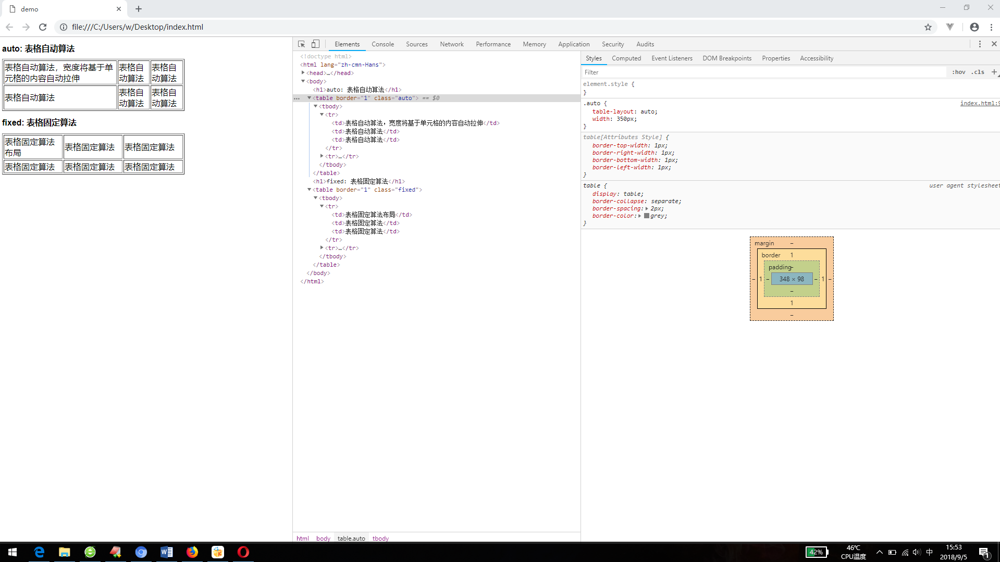 demo
file:///C:/Users/w/Desktop/index.html
auto: 表格自动算法
表格自动算法，宽度将基于单
元格的内容自动拉伸
表格自
动算法
表格自
动算法
表格自动算法
表格自
动算法
表格自
动算法
fixed: 表格固定算法
表格固定算法
布局
表格固定算法
表格固定算法
表格固定算法
表格固定算法
表格固定算法
Elements Console Sources Network Performance Memory Application Security Audits
<!doctype html>
<html lang="zh-cmn-Hans">
<head>…</head>
<body>
<h1>auto: 表格自动算法</h1>
<table border="1" class="auto"> == $0
<tbody>
<tr>
<td>表格自动算法，宽度将基于单元格的内容自动拉伸</td>
<td>表格自动算法</td>
<td>表格自动算法</td>
</tr>
<tr>…</tr>
</tbody>
</table>
<h1>fixed: 表格固定算法</h1>
<table border="1" class="fixed">
<tbody>
<tr>
<td>表格固定算法布局</td>
<td>表格固定算法</td>
<td>表格固定算法</td>
</tr>
<tr>…</tr>
</tbody>
</table>
</body>
</html>
html body table.auto tbody
Styles Computed Event Listeners DOM Breakpoints Properties Accessibility
Filter :hov .cls +
element.style {
}
.auto { index.html:9
table-layout: auto;
width: 350px;
}
table[Attributes Style] {
border-top-width: 1px;
border-right-width: 1px;
border-bottom-width: 1px;
border-left-width: 1px;
}
table { user agent stylesheet
display: table;
border-collapse: separate;
border-spacing: 2px;
border-color: grey;
}
margin –
border 1
padding –
– 1 – 348 × 98 – 1 –
–
1
–
42%
46℃
CPU温度
中
15:53
2018/9/5
1